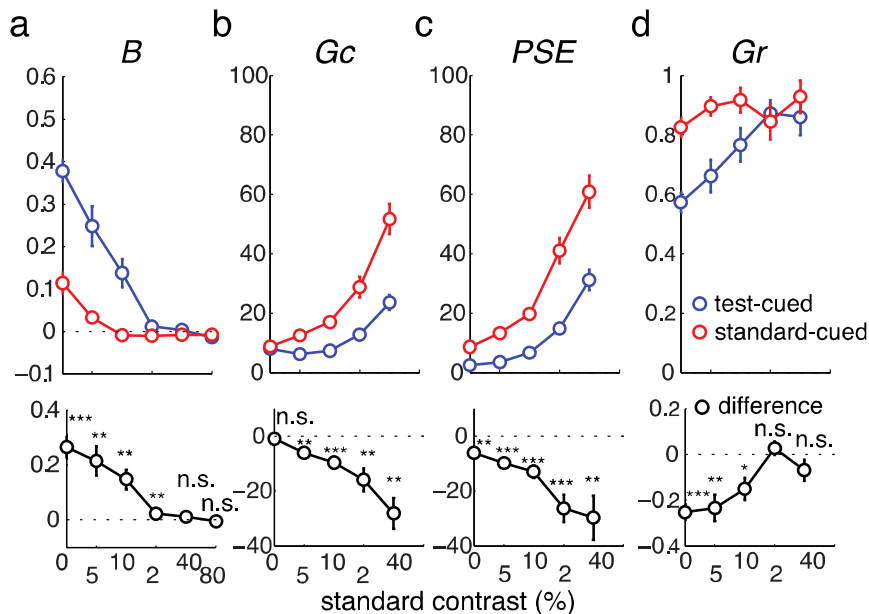 a b c d
B Gc PSE Gr
0.6 100 100 1
0.5
0.4 80 80 0.8
0.3 60 60 0.6
0.2 40 40 0.4
0.1 20 20 0.2
0
−0.1 0 0 0
test-cued
standard-cued
0.4 n.s. 0.2 difference
*** ** ** ** n.s. n.s.
0.2
0
n.s. ** *** ** **
0 −20 −40
** *** *** *** **
0 −20 −40
*** ** * n.s. n.s.
0 −0.2 −0.4
0 5 10 2 40 80
0 5 10 2 40
0 5 10 2 40
0 5 10 2 40
standard contrast (%)